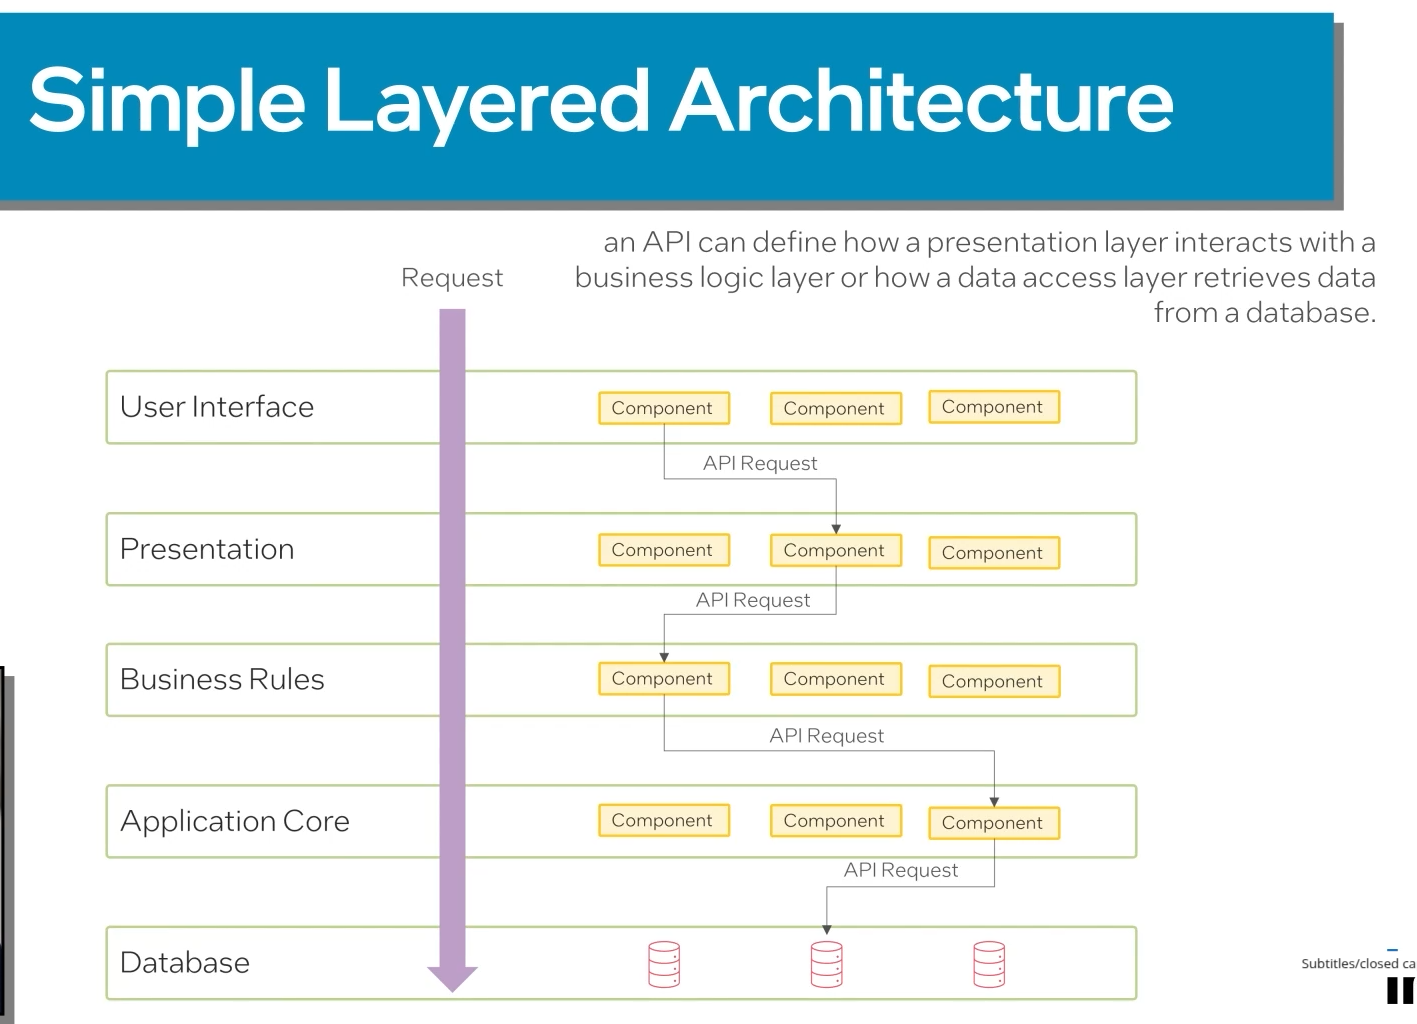 Simple Layered Architecture
an API can define how a presentation layer interacts with a
business logic layer or how a data access layer retrieves data
from a database.
Request
User Interface
Component
Component
Component
API Request
Presentation
Component
Component
Component
API Request
Business Rules
Component
Component
Component
API Request
Application Core
Component
Component
Component
API Request
Database
Subtitles/closed ca